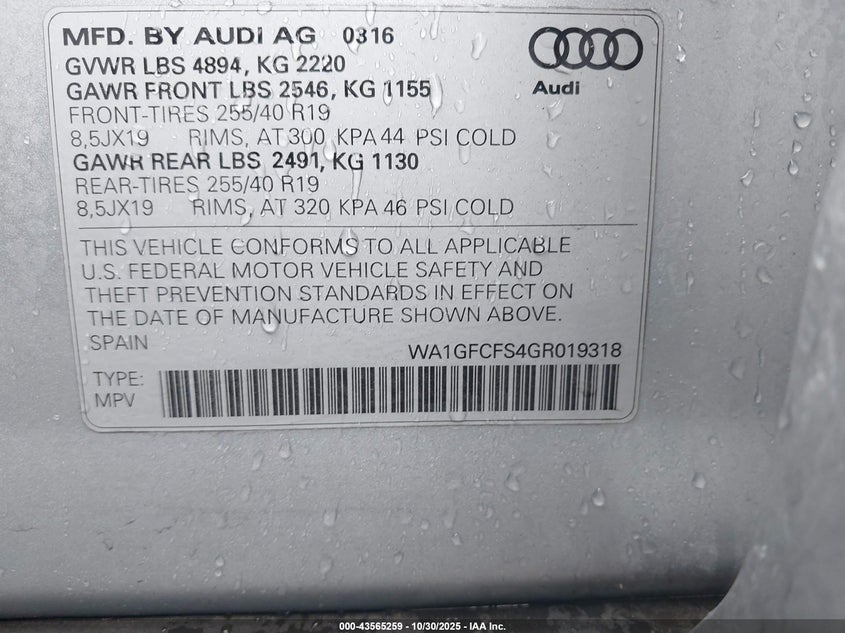 MFD. BY AUDI AG 0316
GVWR LBS 4894, KG 2220
GAWR FRONT LBS 2546, KG 1155
FRONT-TIRES 255/40 R19
8,5JX19 RIMS, AT 300 KPA 44 PSI COLD
GAWR REAR LBS 2491, KG 1130
REAR-TIRES 255/40 R19
8,5JX19 RIMS, AT 320 KPA 46 PSI COLD
Audi
THIS VEHICLE CONFORMS TO ALL APPLICABLE
U.S. FEDERAL MOTOR VEHICLE SAFETY AND
THEFT PREVENTION STANDARDS IN EFFECT ON
THE DATE OF MANUFACTURE SHOWN ABOVE.
SPAIN WA1GFCFS4GR019318
TYPE:
MPV
000-43565259 - 10/30/2025 - IAA Inc.